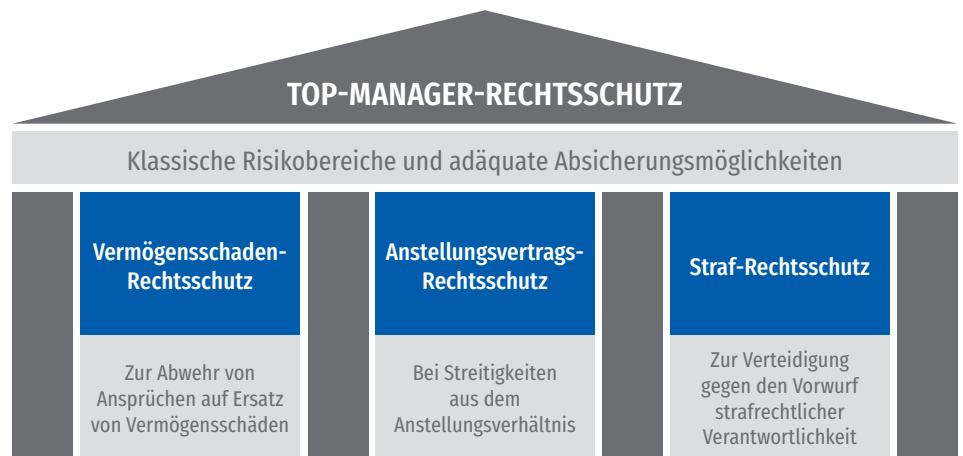 TOP-MANAGER-RECHTSSCHUTZ
Klassische Risikobereiche und adäquate Absicherungsmöglichkeiten
Vermögensschaden-
Rechtsschutz
Zur Abwehr von
Ansprüchen auf Ersatz
von Vermögensschäden
Anstellungsvertrags-
Rechtsschutz
Bei Streitigkeiten
aus dem
Anstellungsverhältnis
Straf-Rechtsschutz
Zur Verteidigung
gegen den Vorwurf
strafrechtlicher
Verantwortlichkeit